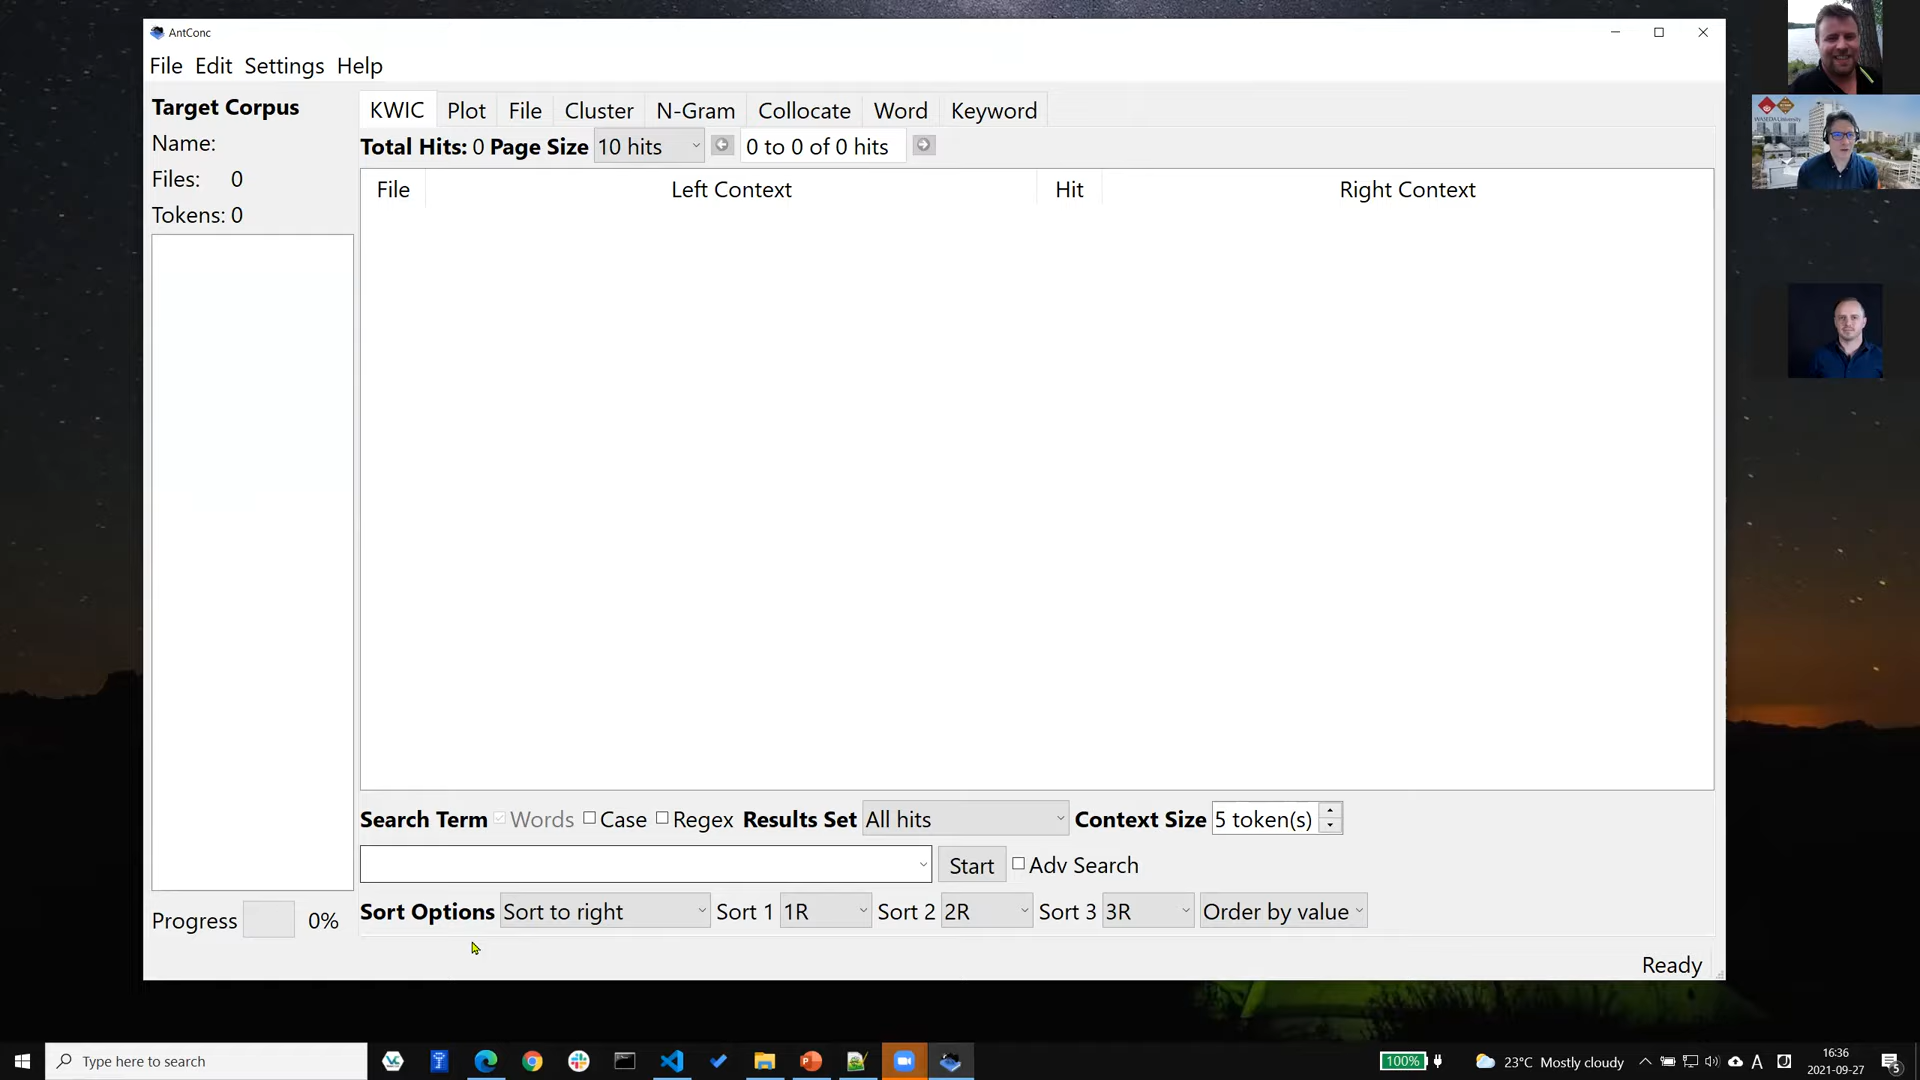 AntConc
File Edit Settings Help
Target Corpus
Name:
Files: 0
Tokens: 0
KWIC Plot File Cluster N-Gram Collocate Word Keyword
Total Hits: 0 Page Size 10 hits 0 to 0 of 0 hits
File Left Context Hit Right Context
Search Term Words Case Regex Results Set All hits Context Size 5 token(s)
Start Adv Search
Progress 0% Sort Options Sort to right Sort 1 1R Sort 2 2R Sort 3 3R Order by value
Ready
WASEDA University
Type here to search
100% 23°C Mostly cloudy A 16:36
2021-09-27
5